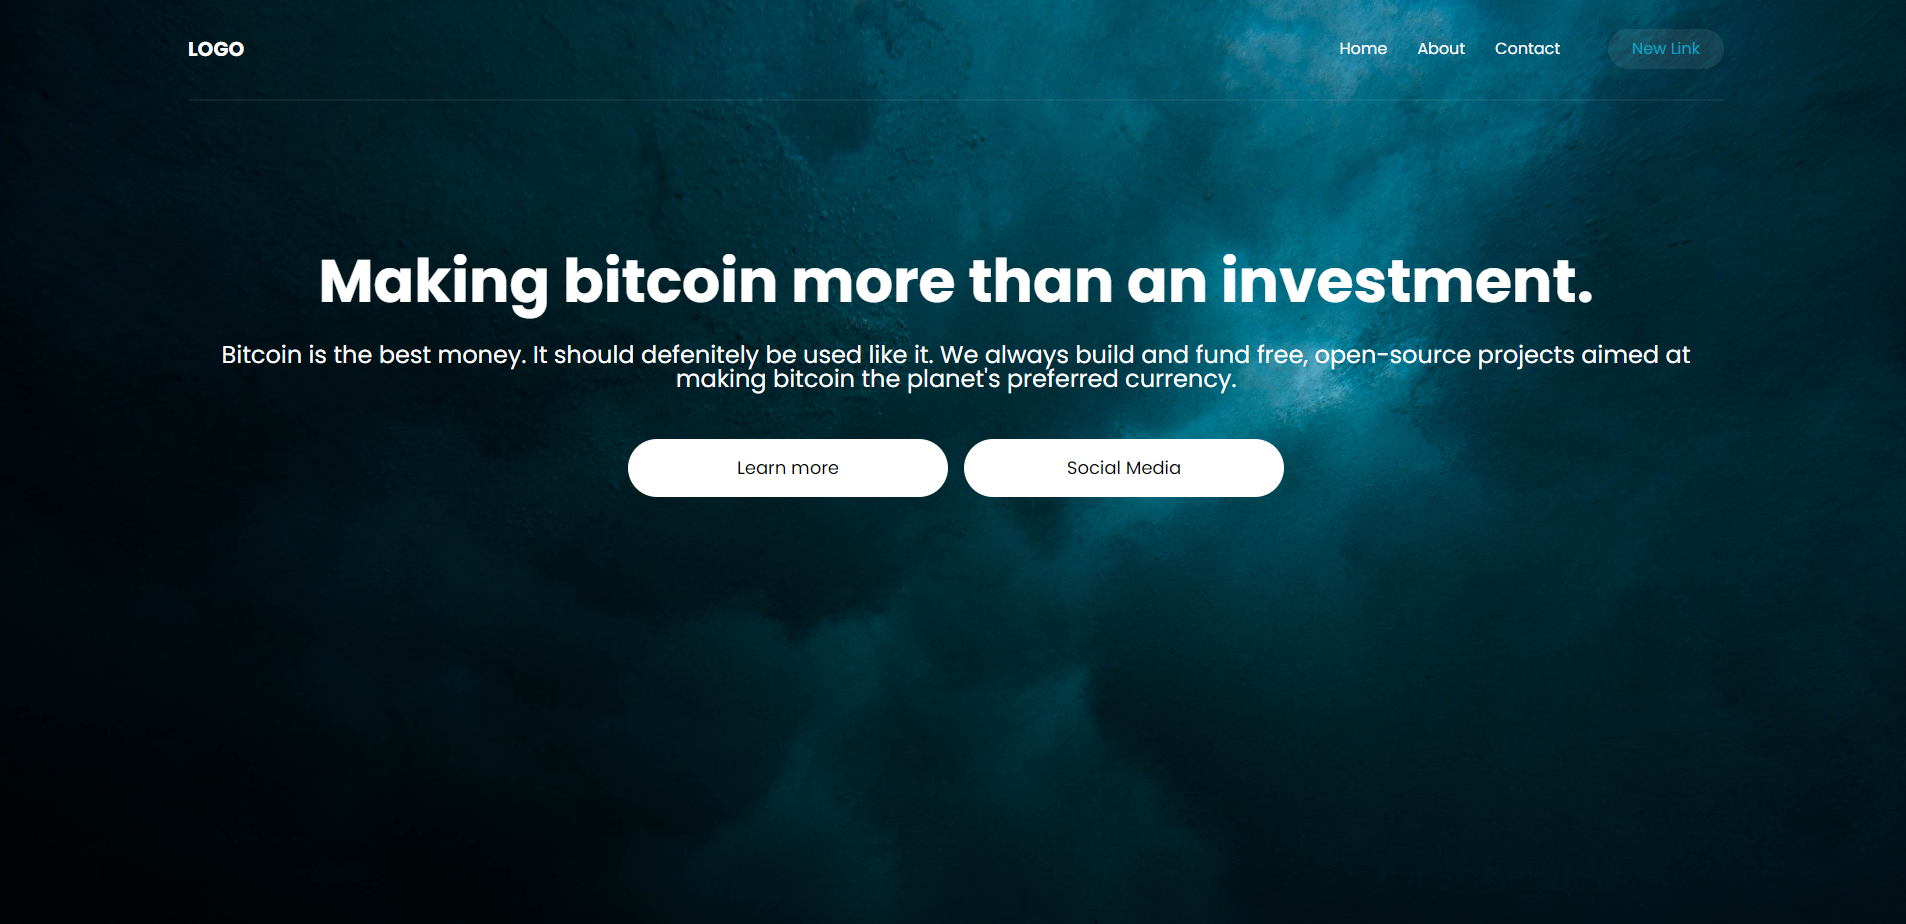 LOGO
Home About Contact New Link
Making bitcoin more than an investment.
Bitcoin is the best money. It should defenitely be used like it. We always build and fund free, open-source projects aimed at
making bitcoin the planet's preferred currency.
Learn more Social Media